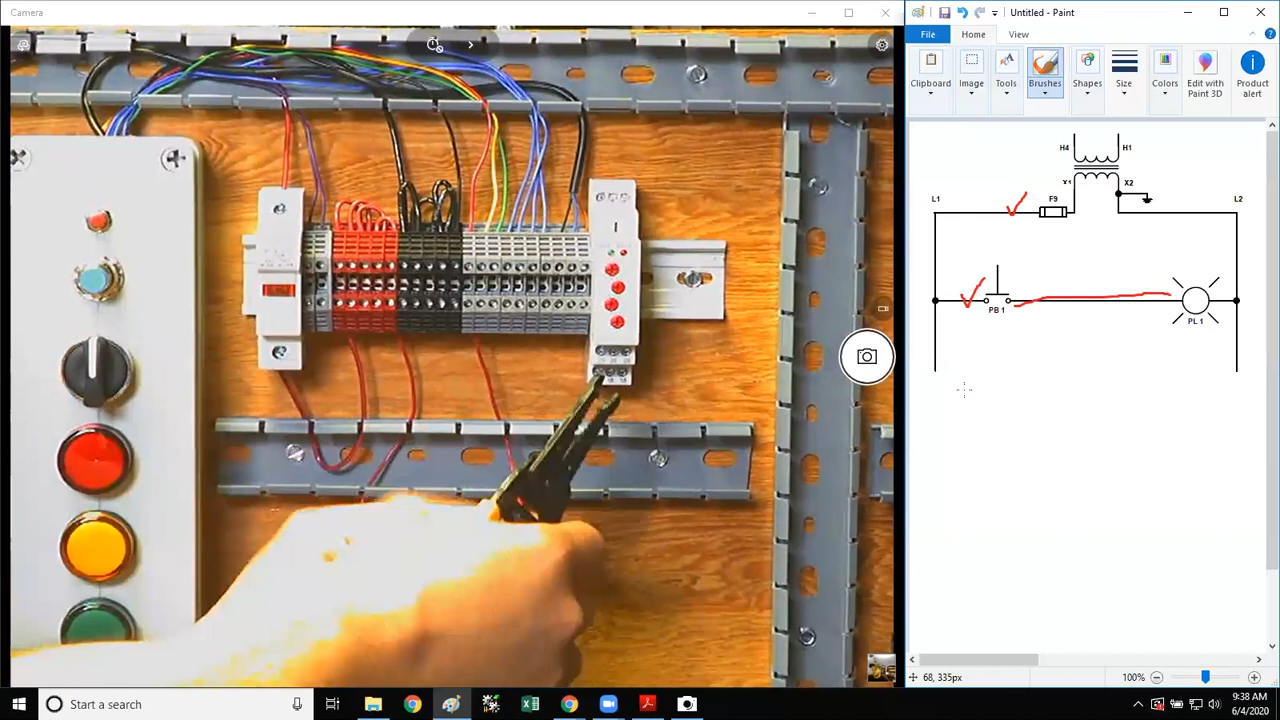 Camera
Untitled - Paint
File
Home
View
Clipboard
Image
Tools
Brushes
Shapes
Size
Colors
Edit with
Paint 3D
Product
alert
H4
H1
X1
X2
L1
F9
L2
PB 1
PL 1
68, 335px
100%
Start a search
9:38 AM
6/4/2020